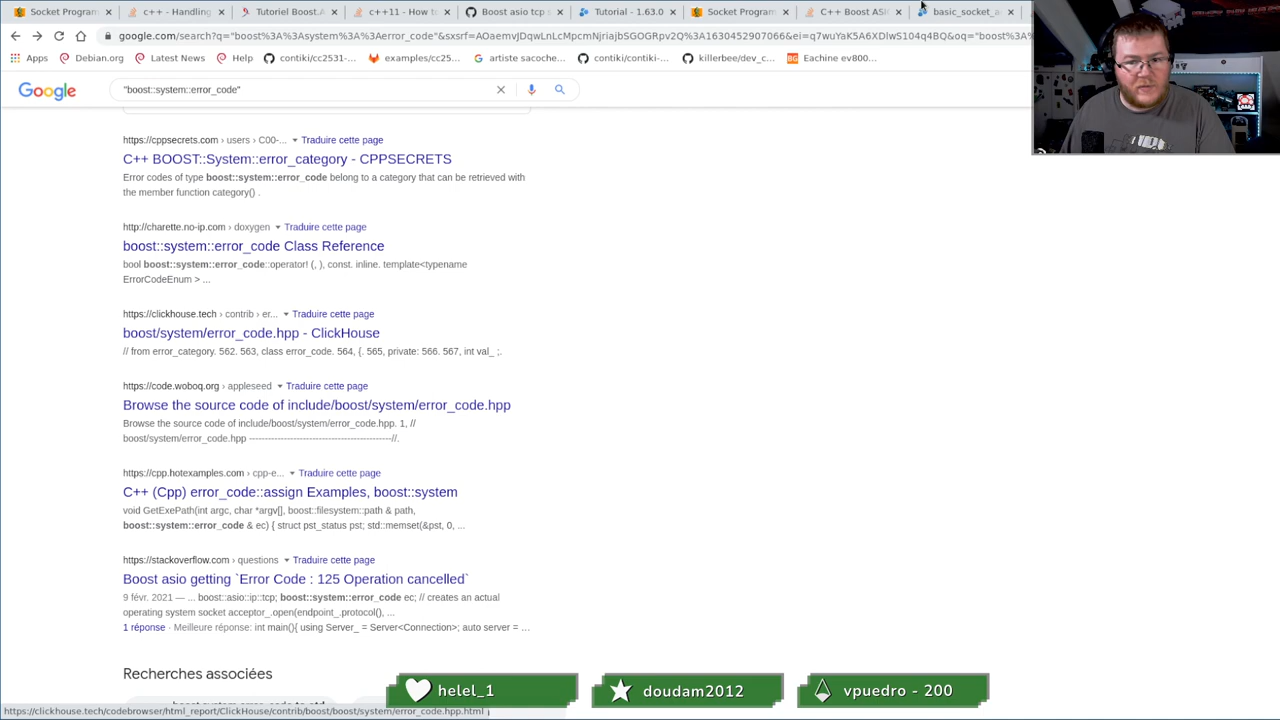 Socket Program
c++ - Handling
Tutoriel Boost.A
c++11 - How to
Boost asio tcp
Tutorial - 1.63.0
Socket Program
C++ Boost ASI
basic_socket_a
google.com/search?q="boost%3A%3Asystem%3A%3Aerror_code"&sxsrf=AOaemvJDqwLnLcMpcmNjriajbSGOGRpv2Q%3A1630452907066&ei=q7wuYaK5A6XDlwS104q4BQ&oq="boost%3A%
Apps
Debian.org
Latest News
Help
contiki/cc2531-...
examples/cc25...
artiste sacoche...
contiki/contiki-...
killerbee/dev_c...
Eachine ev800...
Google
"boost::system::error_code"
https://cppsecrets.com › users › C00-... Traduire cette page
C++ BOOST::System::error_category - CPPSECRETS
Error codes of type boost::system::error_code belong to a category that can be retrieved with
the member function category() .
http://charette.no-ip.com › doxygen Traduire cette page
boost::system::error_code Class Reference
bool boost::system::error_code::operator! (, ), const. inline. template<typename
ErrorCodeEnum > ...
https://clickhouse.tech › contrib › er... Traduire cette page
boost/system/error_code.hpp - ClickHouse
// from error_category. 562. 563, class error_code. 564, {. 565, private: 566. 567, int val_ ;.
https://code.woboq.org › appleseed Traduire cette page
Browse the source code of include/boost/system/error_code.hpp
Browse the source code of include/boost/system/error_code.hpp. 1, //
boost/system/error_code.hpp --------------------------------------------//.
https://cpp.hotexamples.com › cpp-e... Traduire cette page
C++ (Cpp) error_code::assign Examples, boost::system
void GetExePath(int argc, char *argv[], boost::filesystem::path & path,
boost::system::error_code & ec) { struct pst_status pst; std::memset(&pst, 0, ...
https://stackoverflow.com › questions Traduire cette page
Boost asio getting `Error Code : 125 Operation cancelled`
9 févr. 2021 — ... boost::asio::ip::tcp; boost::system::error_code ec; // creates an actual
operating system socket acceptor_.open(endpoint_.protocol(), ...
1 réponse · Meilleure réponse: int main(){ using Server_ = Server<Connection>; auto server = ...
Recherches associées
helel_1
doudam2012
vpuedro - 200
https://clickhouse.tech/codebrowser/html_report/ClickHouse/contrib/boost/boost/system/error_code.hpp.html